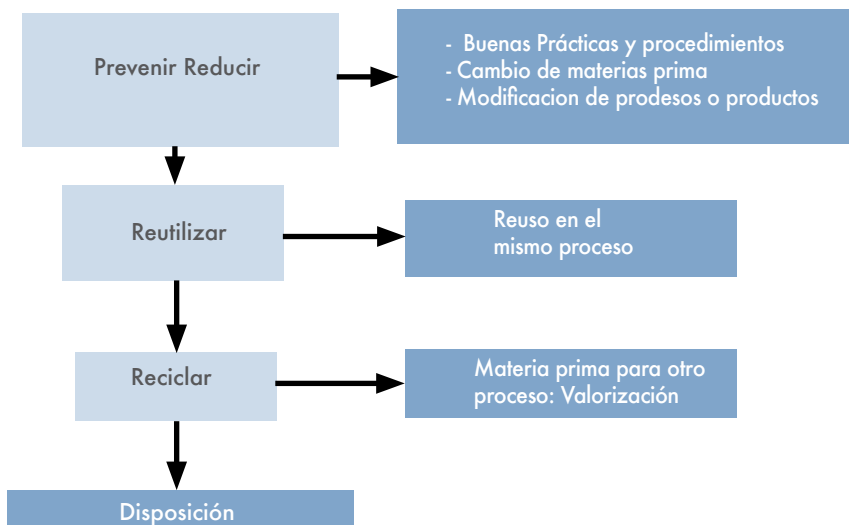 Prevenir Reducir
- Buenas Prácticas y procedimientos
- Cambio de materias prima
- Modificacion de prodesos o productos
Reutilizar
Reuso en el
mismo proceso
Reciclar
Materia prima para otro
proceso: Valorización
Disposición